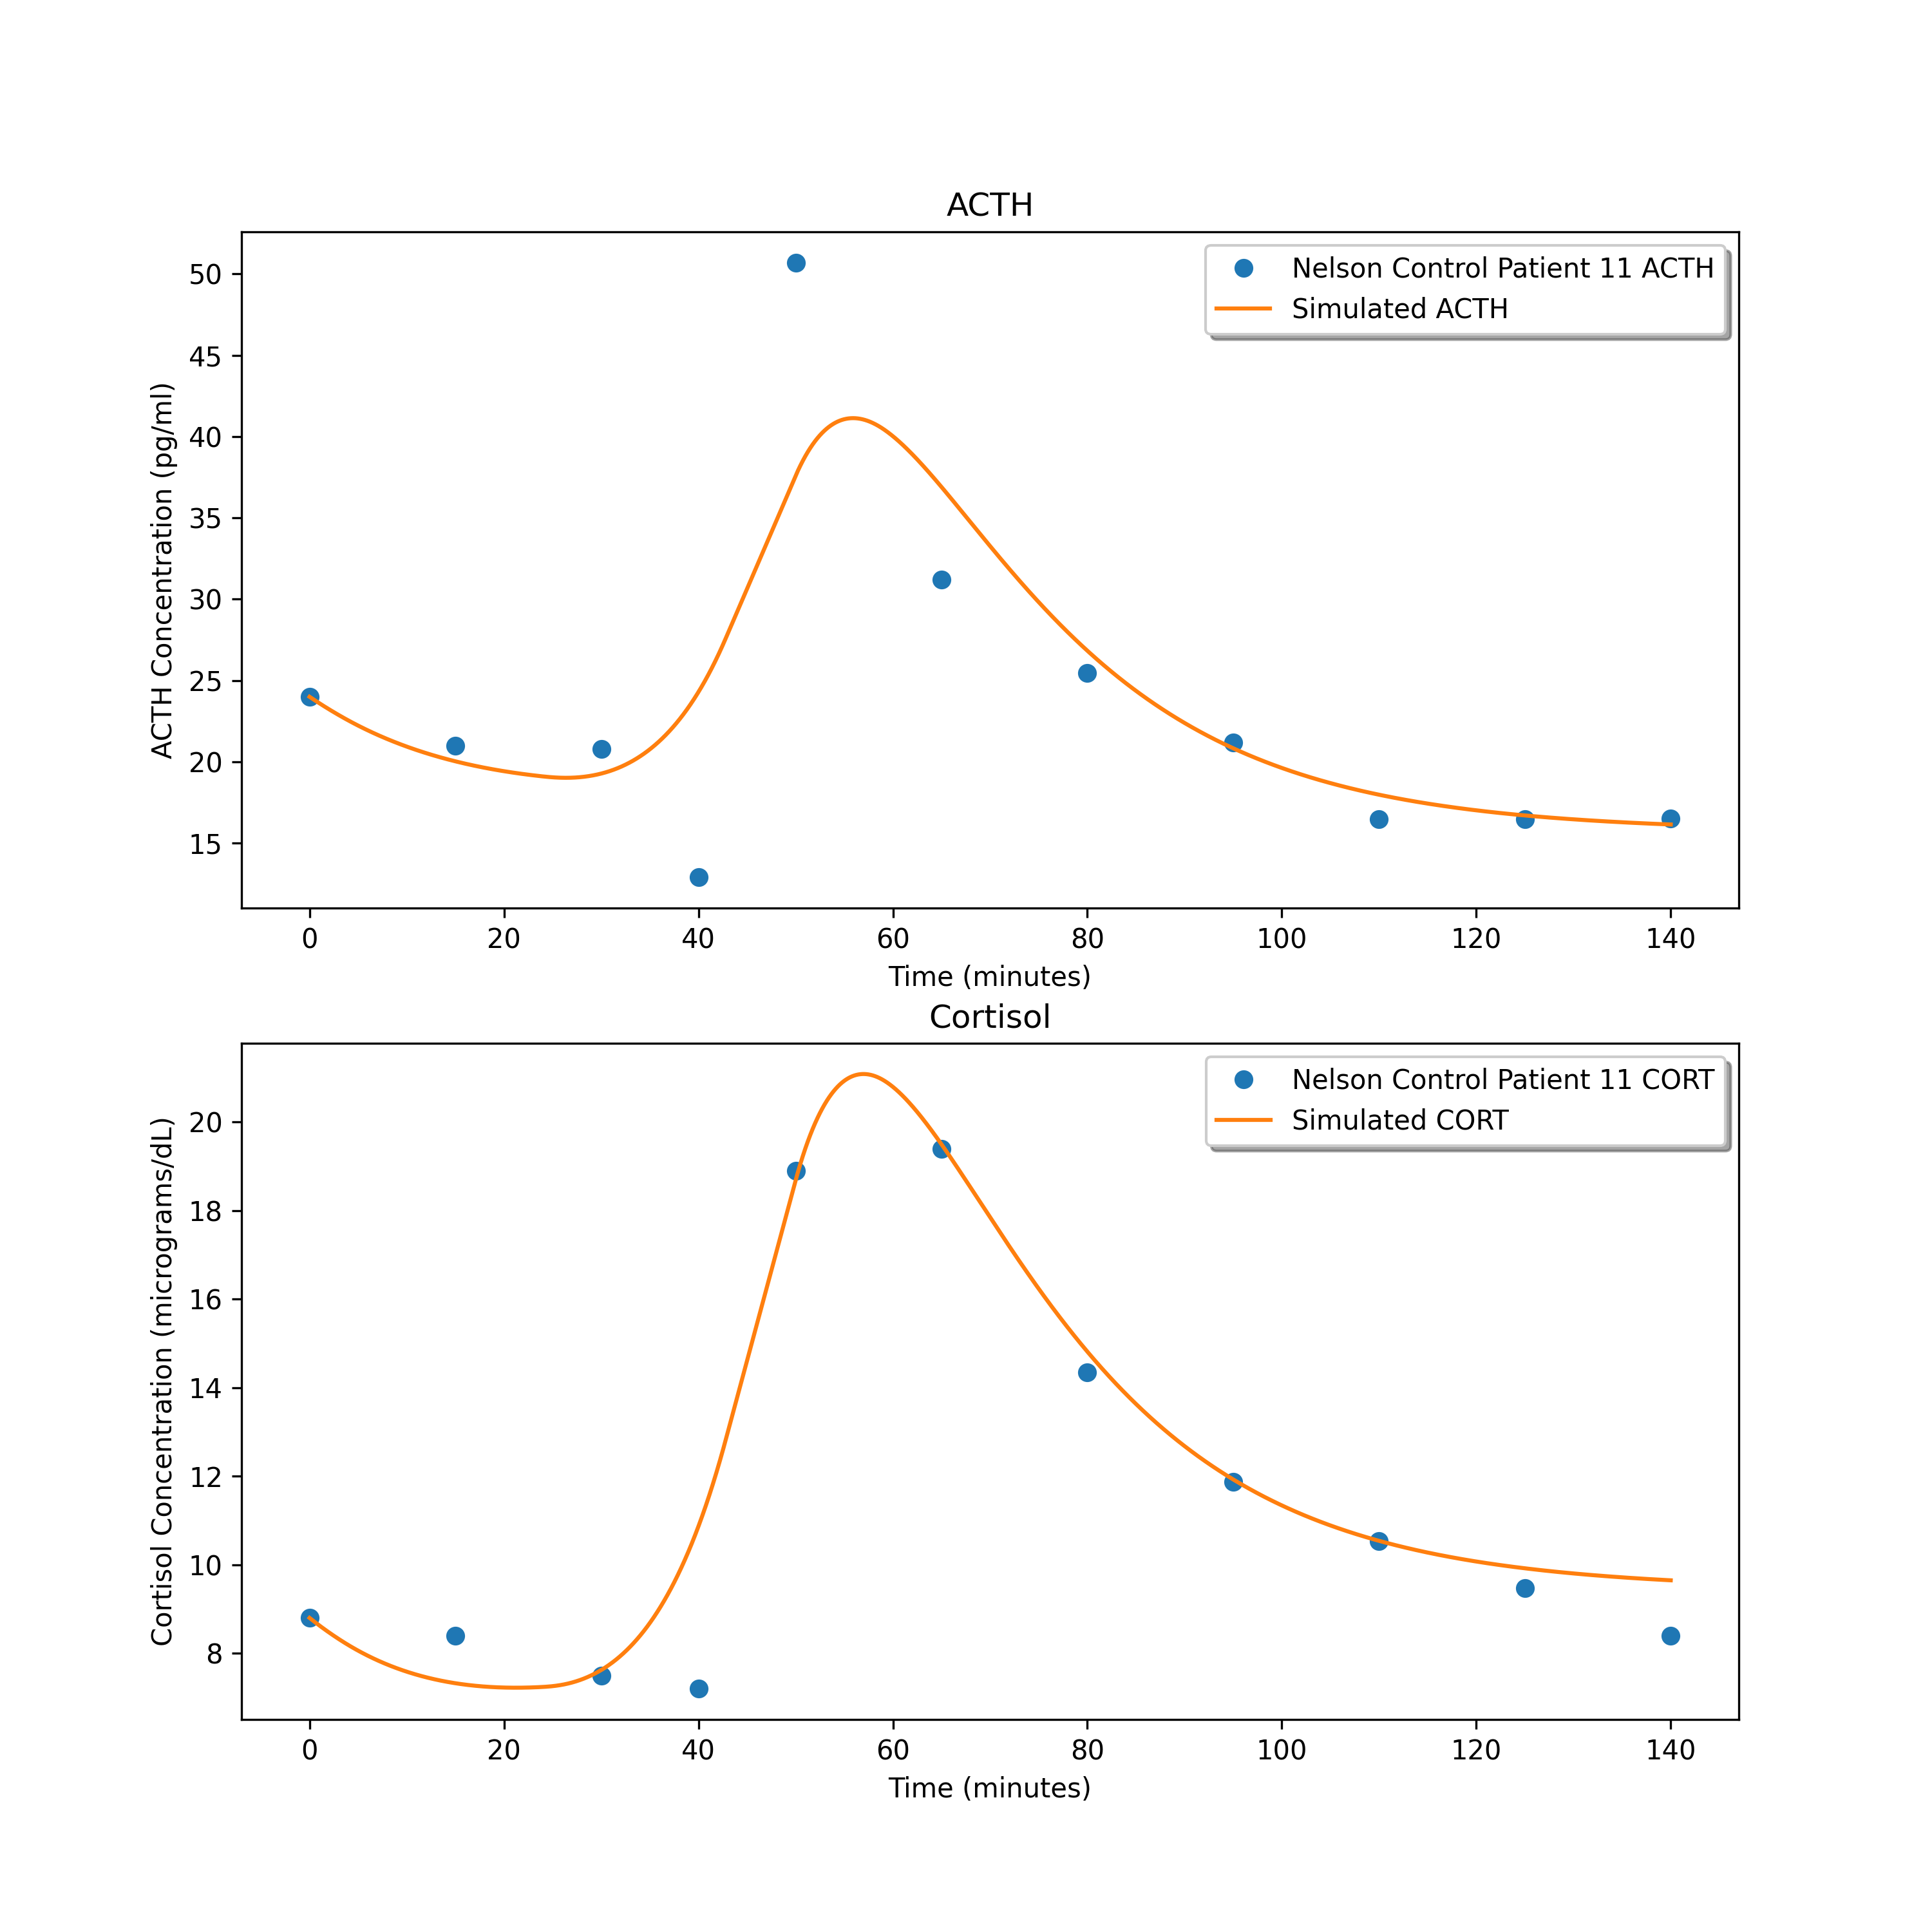 ACTH
Nelson Control Patient 11 ACTH
Simulated ACTH
ACTH Concentration (pg/ml)
50
45
40
35
30
25
20
15
0 20 40 60 80 100 120 140
Time (minutes)
Cortisol
Nelson Control Patient 11 CORT
Simulated CORT
Cortisol Concentration (micrograms/dL)
20
18
16
14
12
10
8
0 20 40 60 80 100 120 140
Time (minutes)